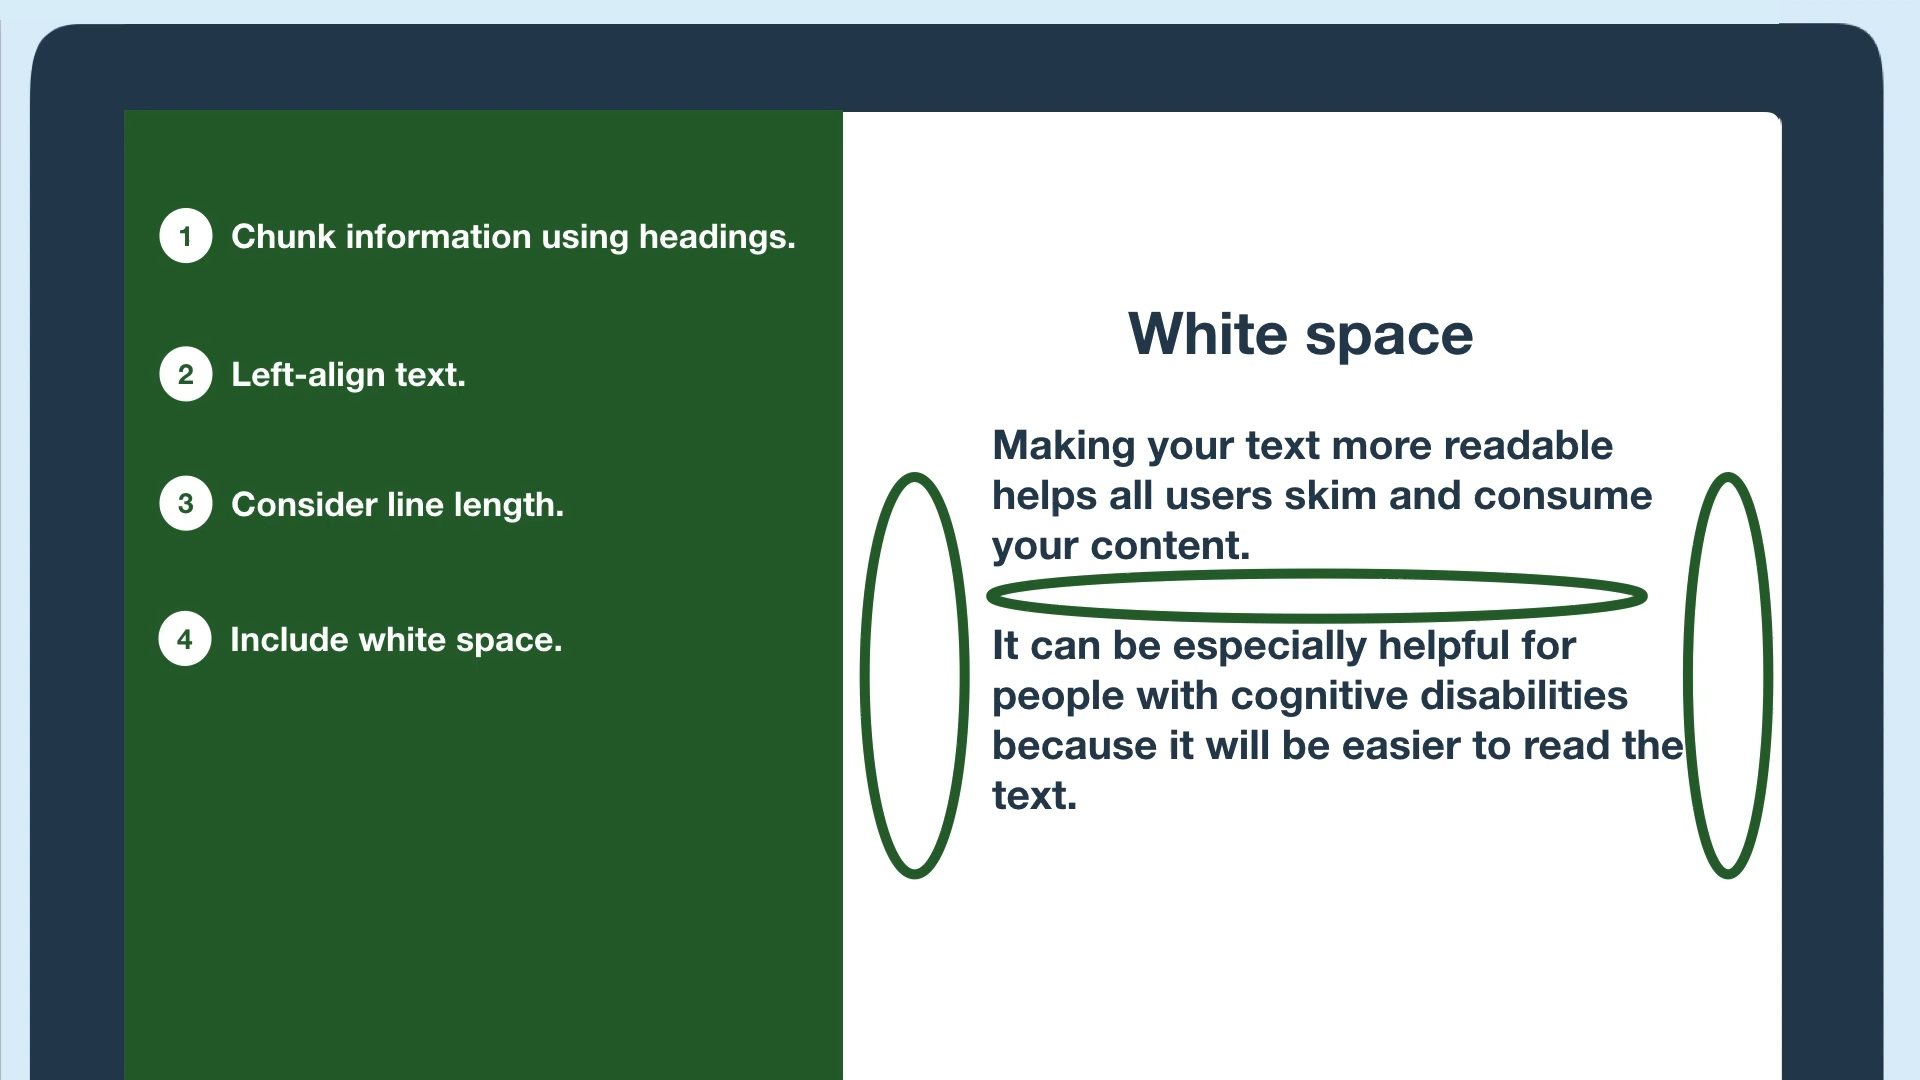 1 Chunk information using headings.
2 Left-align text.
3 Consider line length.
4 Include white space.
White space
Making your text more readable
helps all users skim and consume
your content.
It can be especially helpful for
people with cognitive disabilities
because it will be easier to read the
text.